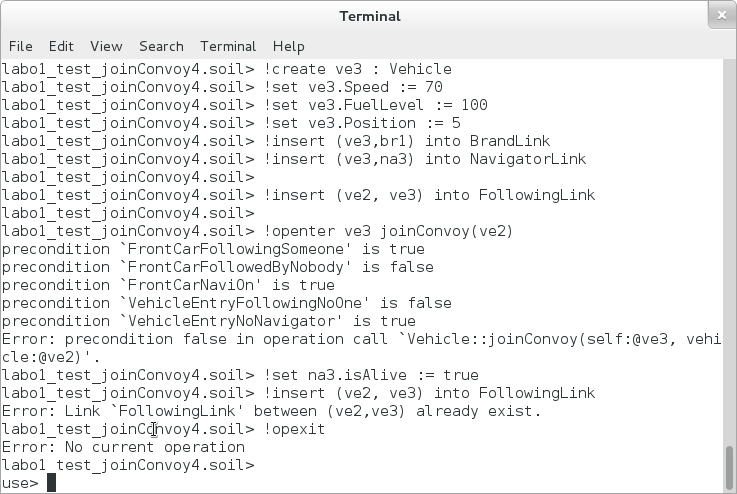 Terminal
×
File Edit View Search Terminal Help
labo1_test_joinConvoy4.soil> !create ve3 : Vehicle
labo1_test_joinConvoy4.soil> !set ve3.Speed := 70
labo1_test_joinConvoy4.soil> !set ve3.FuelLevel := 100
labo1_test_joinConvoy4.soil> !set ve3.Position := 5
labo1_test_joinConvoy4.soil> !insert (ve3,br1) into BrandLink
labo1_test_joinConvoy4.soil> !insert (ve3,na3) into NavigatorLink
labo1_test_joinConvoy4.soil>
labo1_test_joinConvoy4.soil> !insert (ve2, ve3) into FollowingLink
labo1_test_joinConvoy4.soil>
labo1_test_joinConvoy4.soil> !openter ve3 joinConvoy(ve2)
precondition `FrontCarFollowingSomeone' is true
precondition `FrontCarFollowedByNobody' is false
precondition `FrontCarNaviOn' is true
precondition `VehicleEntryFollowingNoOne' is false
precondition `VehicleEntryNoNavigator' is true
Error: precondition false in operation call `Vehicle::joinConvoy(self:@ve3, vehi
cle:@ve2)'.
labo1_test_joinConvoy4.soil> !set na3.isAlive := true
labo1_test_joinConvoy4.soil> !insert (ve2, ve3) into FollowingLink
Error: Link `FollowingLink' between (ve2,ve3) already exist.
labo1_test_joinConvoy4.soil> !opexit
Error: No current operation
labo1_test_joinConvoy4.soil>
use>